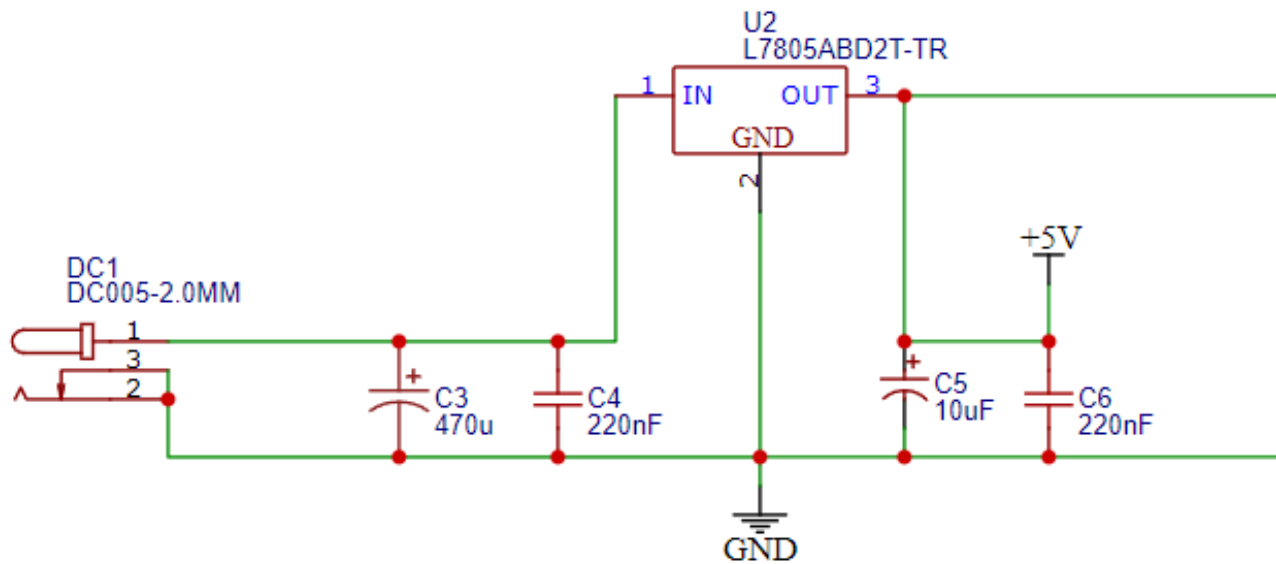 U2
L7805ABD2T-TR
1
IN
OUT
3
GND
2
+5V
DC1
DC005-2.0MM
1
3
2
+
C3
470u
C4
220nF
+
C5
10uF
C6
220nF
GND